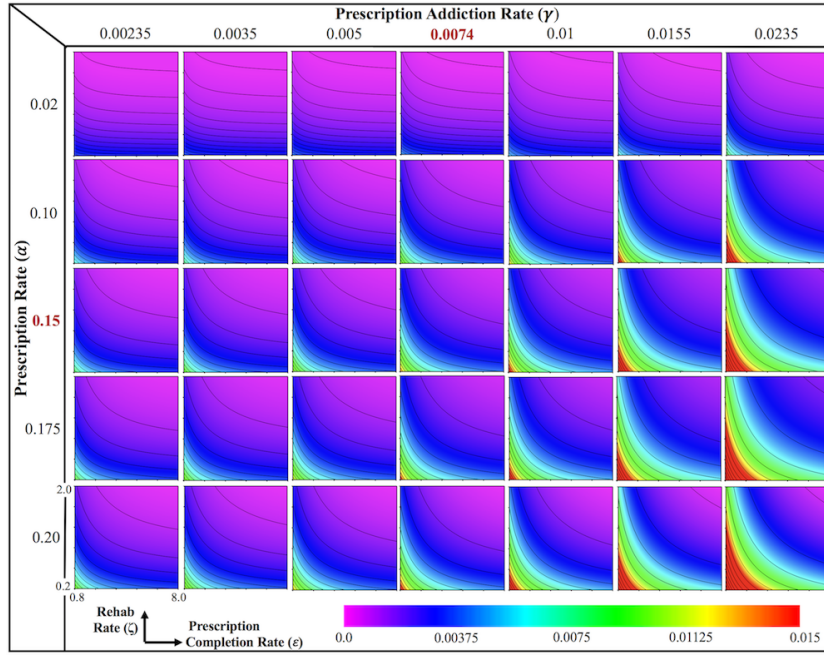 Prescription Addiction Rate (γ)
0.00235 0.0035 0.005 0.0074 0.01 0.0155 0.0235
Prescription Rate (α)
0.02
0.10
0.15
0.175
0.20
2.0
0.2
0.8 8.0
Rehab
Rate (ζ)
Prescription
Completion Rate (ε)
0.0 0.00375 0.0075 0.01125 0.015